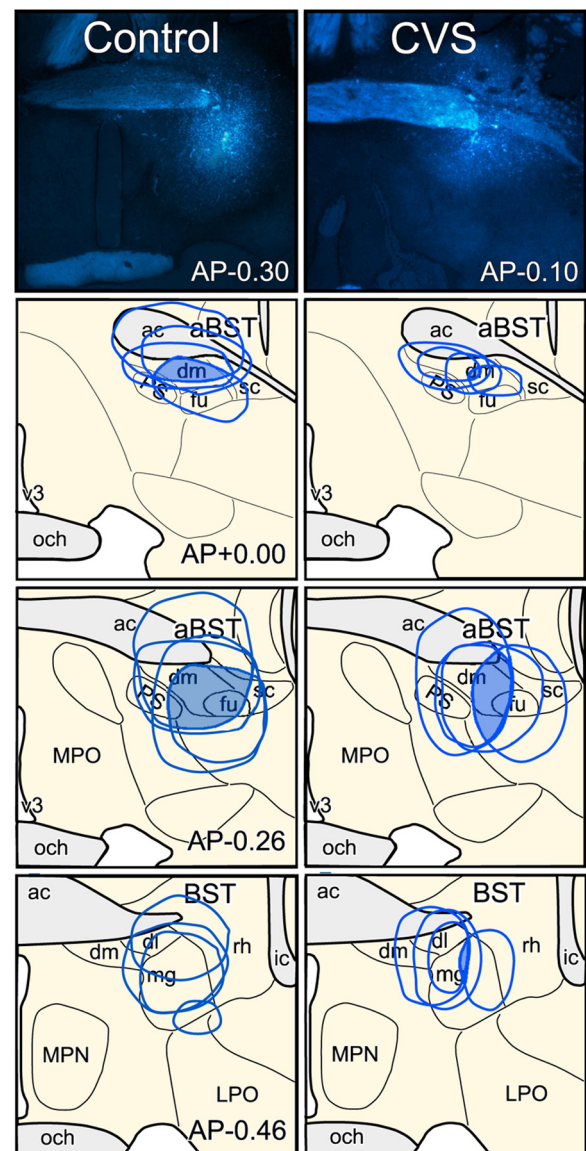 Control
CVS
AP-0.30
AP-0.10
ac
aBST
dm
PS
fu
sc
v3
och
AP+0.00
ac
aBST
dm
PS
fu
sc
v3
och
ac
aBST
dm
PS
fu
sc
MPO
v3
och
AP-0.26
ac
aBST
dm
PS
fu
sc
MPO
v3
och
ac
BST
dl
dm
rh
mg
ic
MPN
LPO
och
AP-0.46
ac
BST
dl
dm
rh
mg
ic
MPN
LPO
och